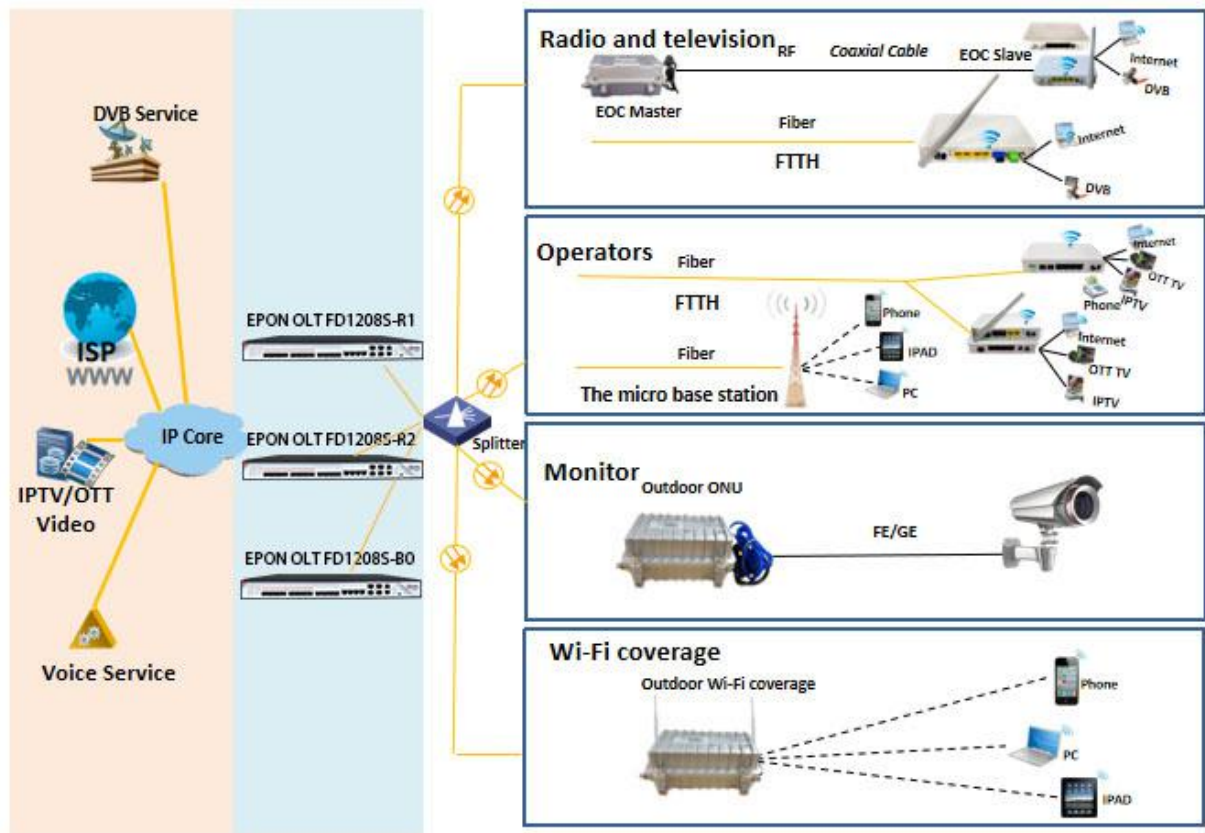 DVB Service
ISP
WWW
IP Core
IPTV/OTT
Video
Voice Service
EPON OLT FD1208S-R1
EPON OLT FD1208S-R2
EPON OLT FD1208S-B0
Splitter
Radio and television
RF
Coaxial Cable
EOC Slave
Internet
DVB
EOC Master
Fiber
FTTH
Internet
DVB
Operators
Fiber
FTTH
Internet
OTT TV
IPTV
Phone
Fiber
The micro base station
Phone
IPAD
PC
Internet
OTT TV
IPTV
Monitor
Outdoor ONU
FE/GE
Wi-Fi coverage
Outdoor Wi-Fi coverage
Phone
PC
IPAD